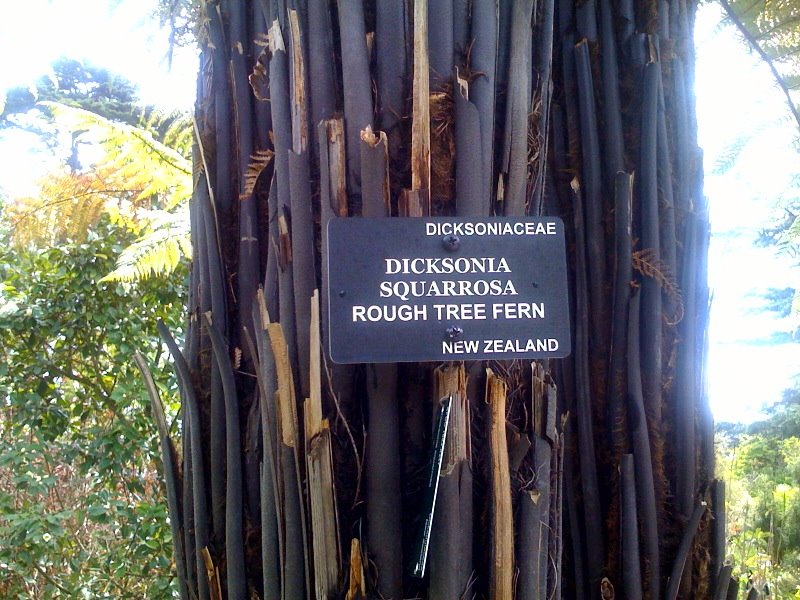 DICKSONIACEAE
DICKSONIA
SQUARROSA
ROUGH TREE FERN
NEW ZEALAND